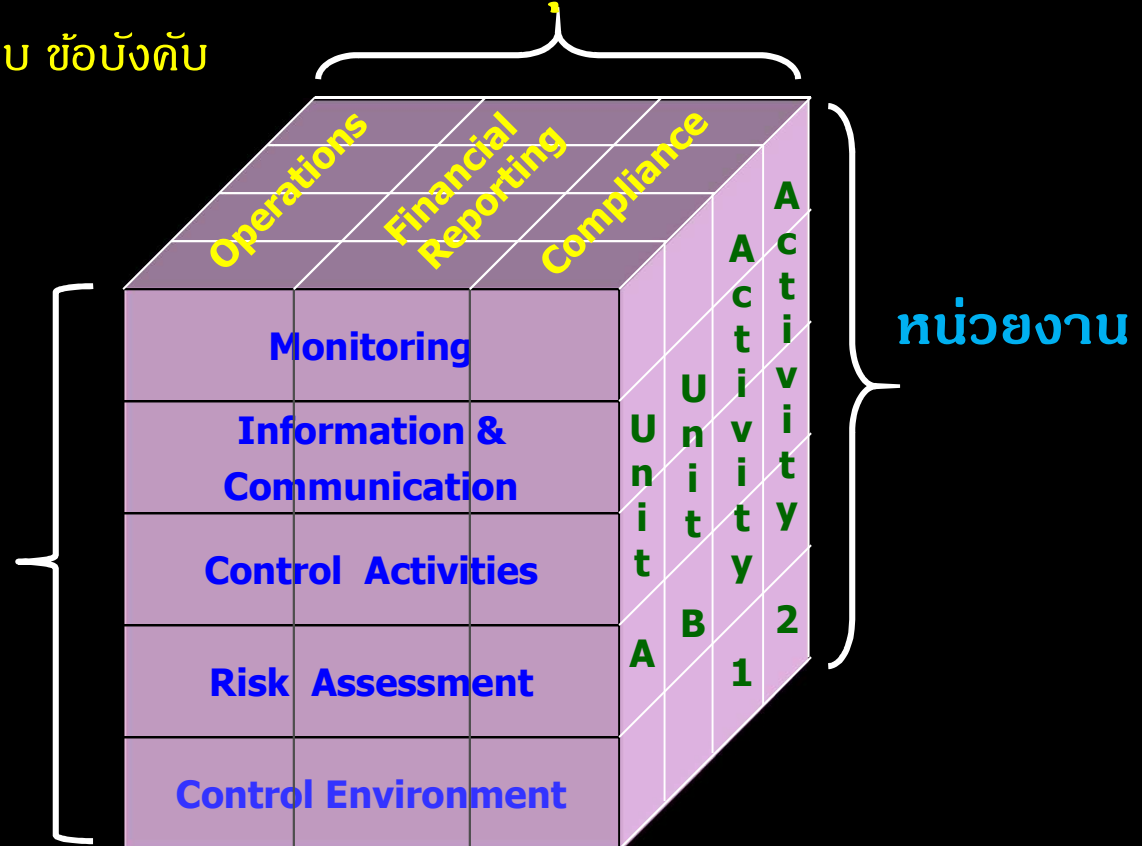 ข้อบังคับ
Operations
Financial
Reporting
Compliance
Monitoring
Information &
Communication
Control Activities
Risk Assessment
Control Environment
Unit A
Unit B
Activity 1
Activity 2
หน่วยงาน